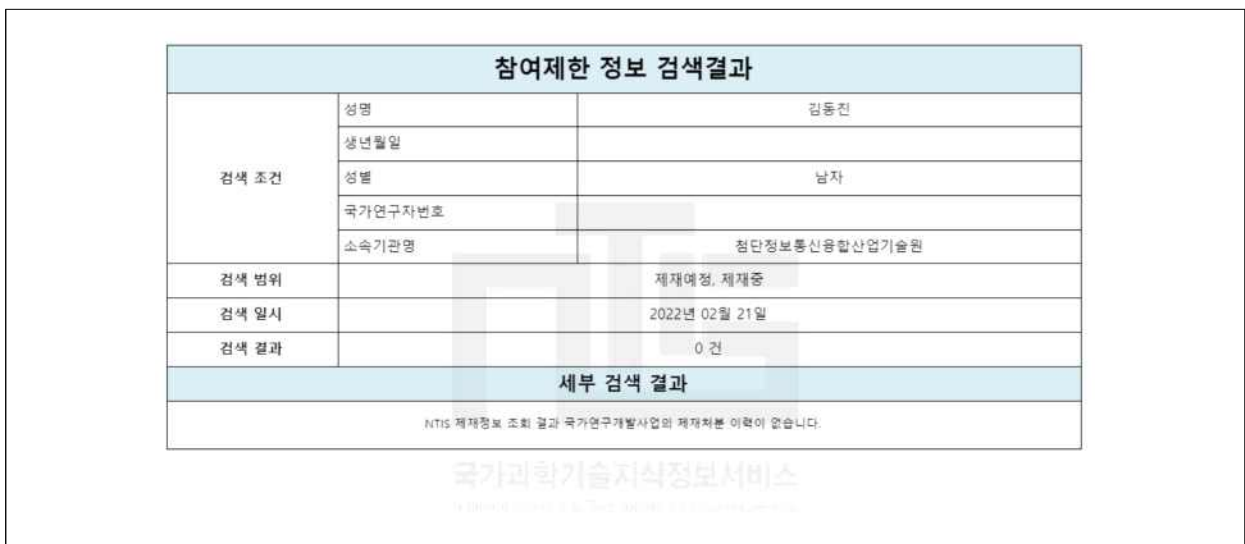 참여제한 정보 검색결과
검색 조건
성명 김동진
생년월일
성별 남자
국가연구자번호
소속기관명 첨단정보통신융합산업기술원
검색 범위 제재예정, 제재중
검색 일시 2022년 02월 21일
검색 결과 0 건
세부 검색 결과
NTIS 제재정보 조회 결과 국가연구개발사업의 제재처분 이력이 없습니다.
NTIS
국가과학기술지식정보서비스